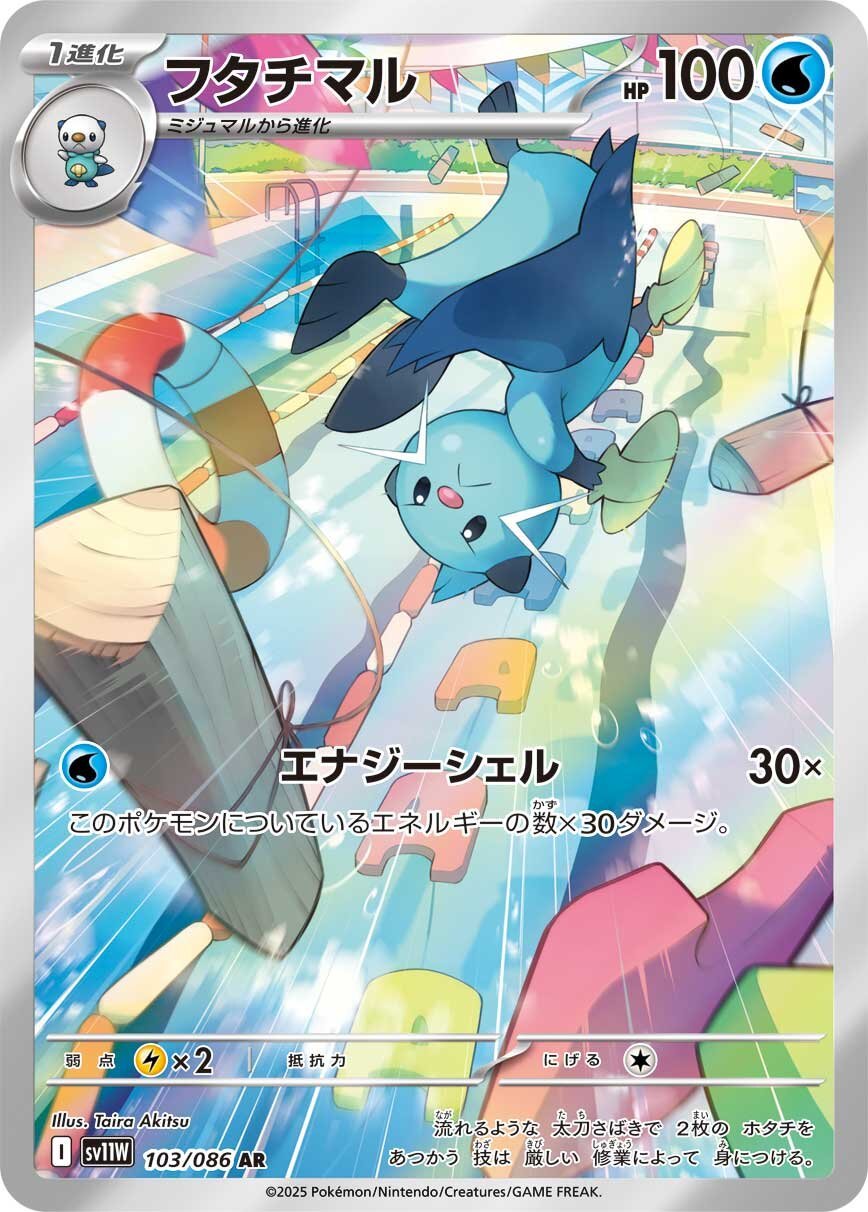 1進化
フタチマル
HP 100
ミジュマルから進化
エナジーシェル 30×
このポケモンについているエネルギーの数×30ダメージ。
弱点 ×2 抵抗力 にげる
Illus. Taira Akitsu
I sv11W 103/086 AR
流れるような 太刀さばきで 2枚の ホタチを
あつかう 技は 厳しい 修業によって 身につける。
©2025 Pokémon/Nintendo/Creatures/GAME FREAK.